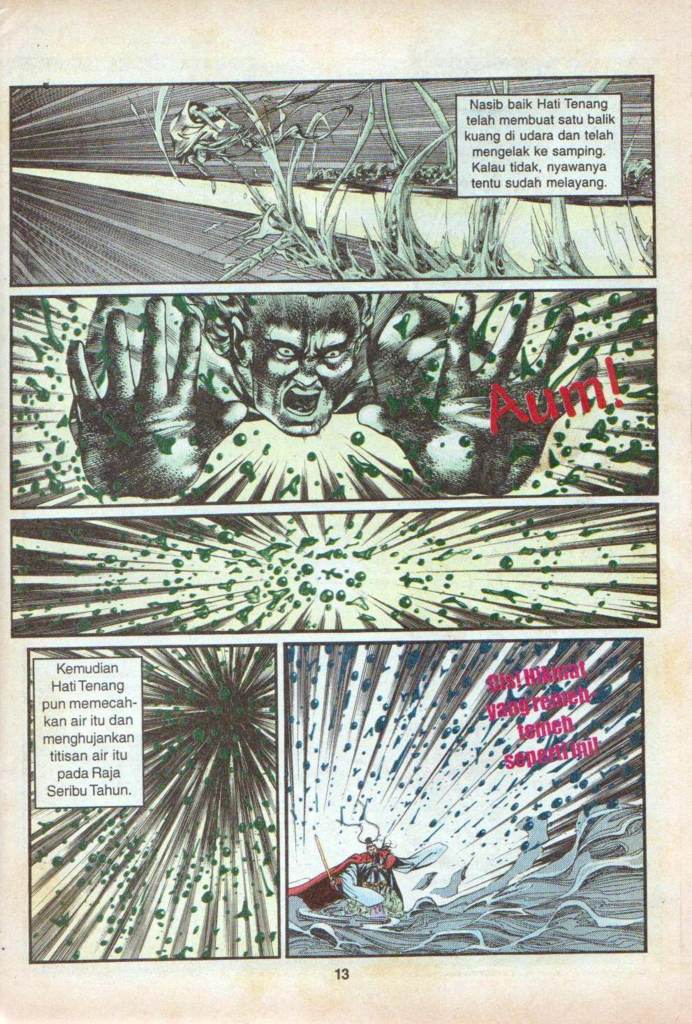 Nasib baik Hati Tenang
telah membuat satu balik
kuang di udara dan telah
mengelak ke samping.
Kalau tidak, nyawanya
tentu sudah melayang.
Aum!
Kemudian
Hati Tenang
pun memecah-
kan air itu dan
menghujankan
titisan air itu
pada Raja
Seribu Tahun.
Cis! Hikmat
yang remeh-
temeh
seperti ini!
13